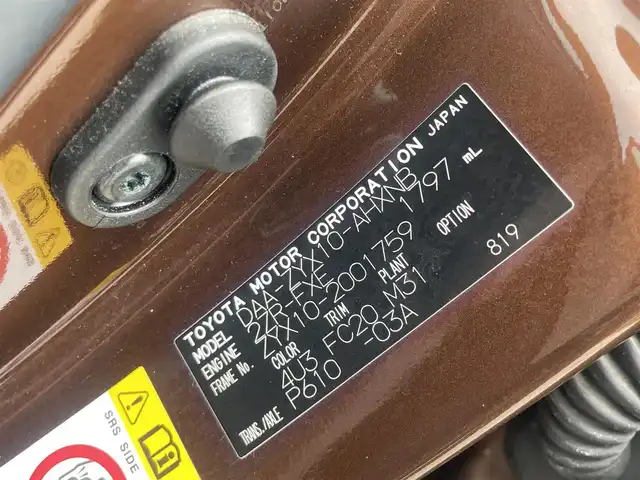 TOYOTA MOTOR CORPORATION JAPAN
MODEL DAA-ZYX10-AHXNB
ENGINE 2ZR-FXE 1797 mL
FRAME No. ZYX10-2001759
COLOR TRIM PLANT OPTION
4U3 FC20 M31 819
TRANS./AXLE P610 -03A
SRS SIDE